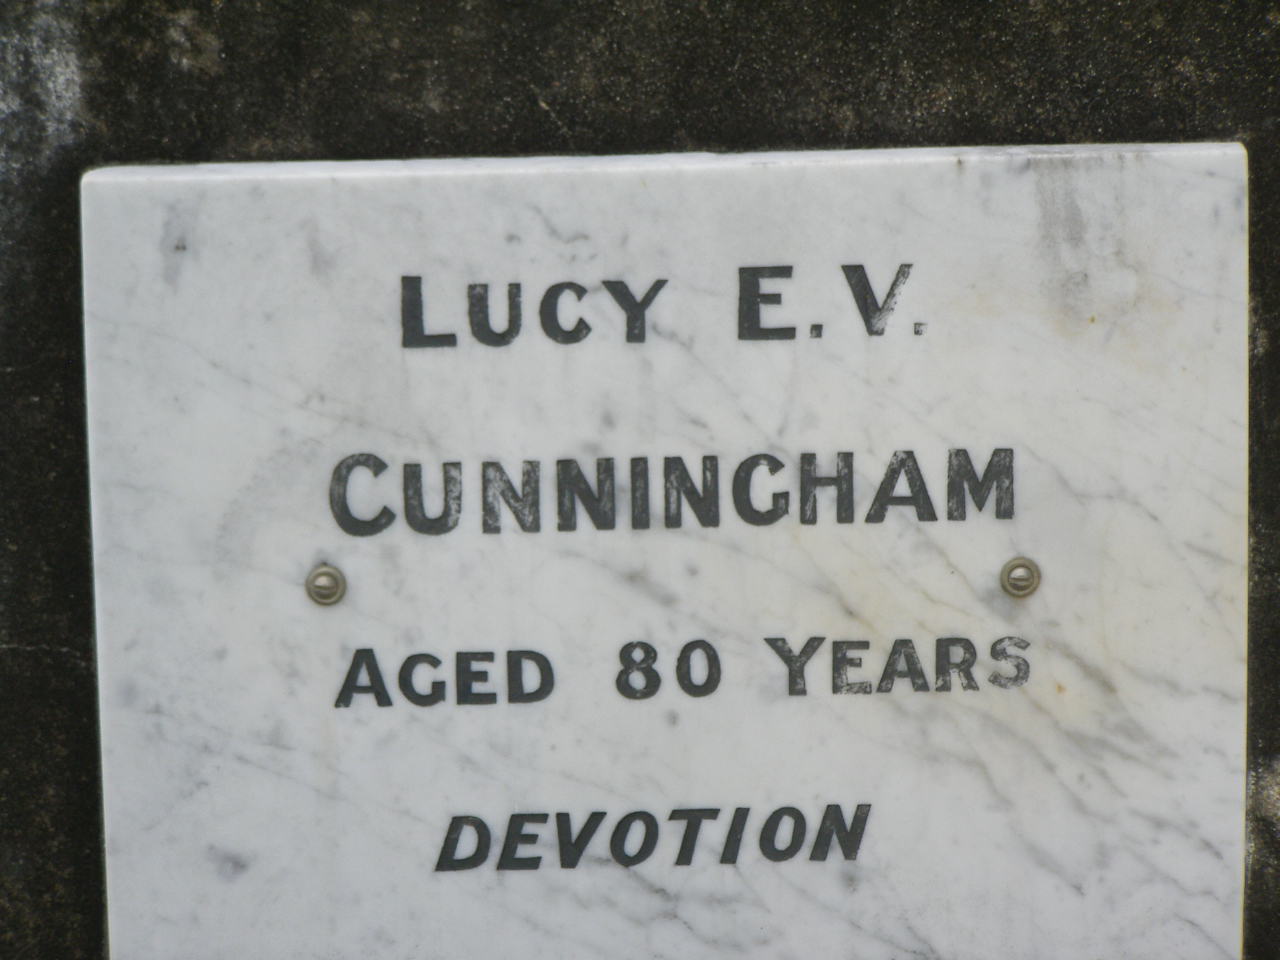 LUCY E.V.
CUNNINGHAM
AGED 80 YEARS
DEVOTION